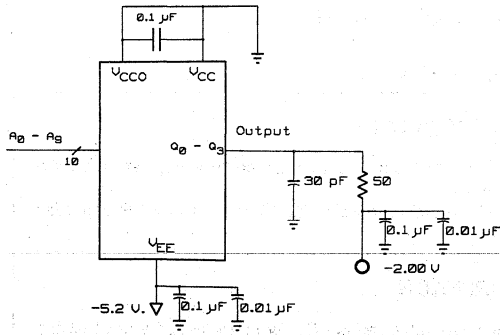 0.1 µF
VCCO
VCC
A0 - A9
10
Q0 - Q3
Output
30 pF
50
0.1 µF
0.01 µF
VEE
-2.00 V
-5.2 V.
0.1 µF
0.01 µF